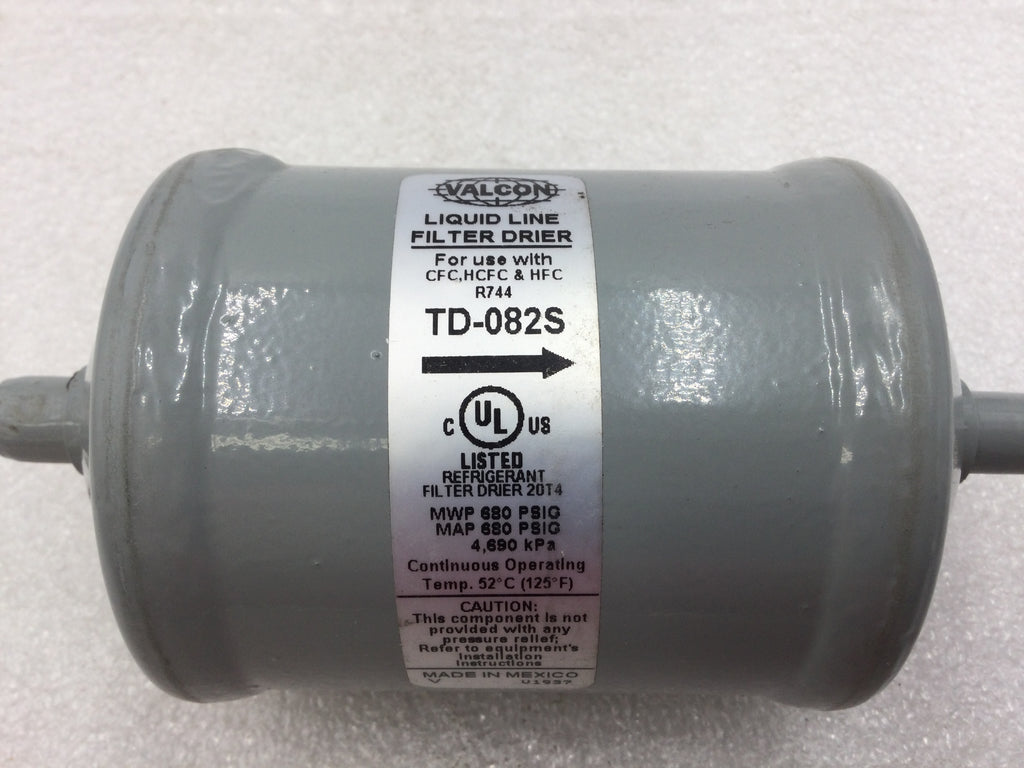 VALCON
LIQUID LINE
FILTER DRIER
For use with
CFC,HCFC & HFC
R744
TD-082S
C UL US
LISTED
REFRIGERANT
FILTER DRIER 20T4
MWP 680 PSIG
MAP 680 PSIG
4,690 kPa
Continuous Operating
Temp. 52°C (125°F)
CAUTION:
This component is not
provided with any
pressure relief;
Refer to equipment's
Installation
Instructions
MADE IN MEXICO
V